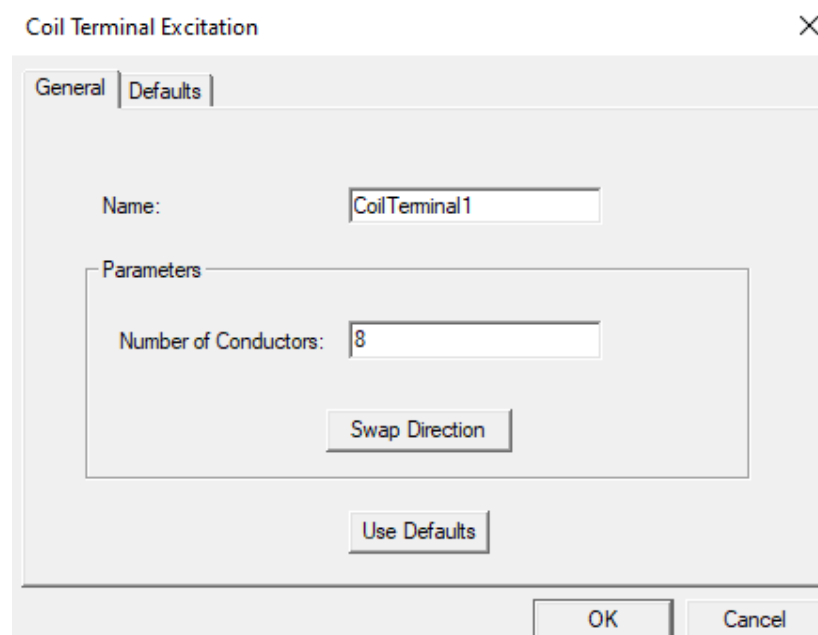 Coil Terminal Excitation
General
Defaults
Name:
CoilTerminal1
Parameters
Number of Conductors:
8
Swap Direction
Use Defaults
OK
Cancel